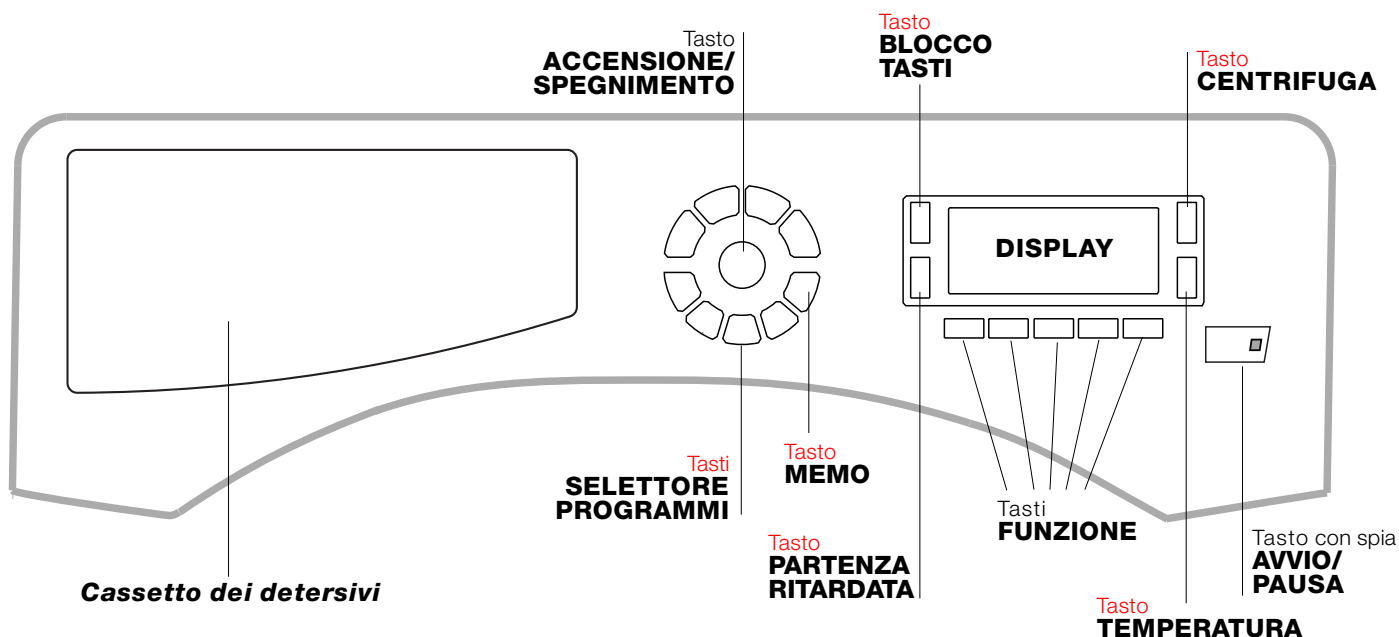 Tasto
ACCENSIONE/
SPEGNIMENTO
Tasto
BLOCCO
TASTI
Tasto
CENTRIFUGA
DISPLAY
Tasti
SELETTORE
PROGRAMMI
Tasto
MEMO
Tasto
PARTENZA
RITARDATA
Tasti
FUNZIONE
Tasto con spia
AVVIO/
PAUSA
Tasto
TEMPERATURA
Cassetto dei detersivi